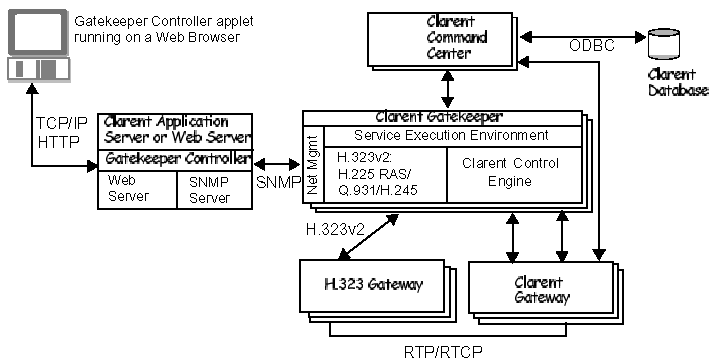 Gatekeeper Controller applet
running on a Web Browser
Clarent
Command
Center
ODBC
Clarent
Database
TCP/IP
HTTP
Clarent Application
Server or Web Server
Gatekeeper Controller
Web
Server
SNMP
Server
SNMP
Clarent Gatekeeper
Net Mgmt
Service Execution Environment
H.323v2:
H.225 RAS/
Q.931/H.245
Clarent Control
Engine
H.323v2
H.323 Gateway
Clarent
Gateway
RTP/RTCP